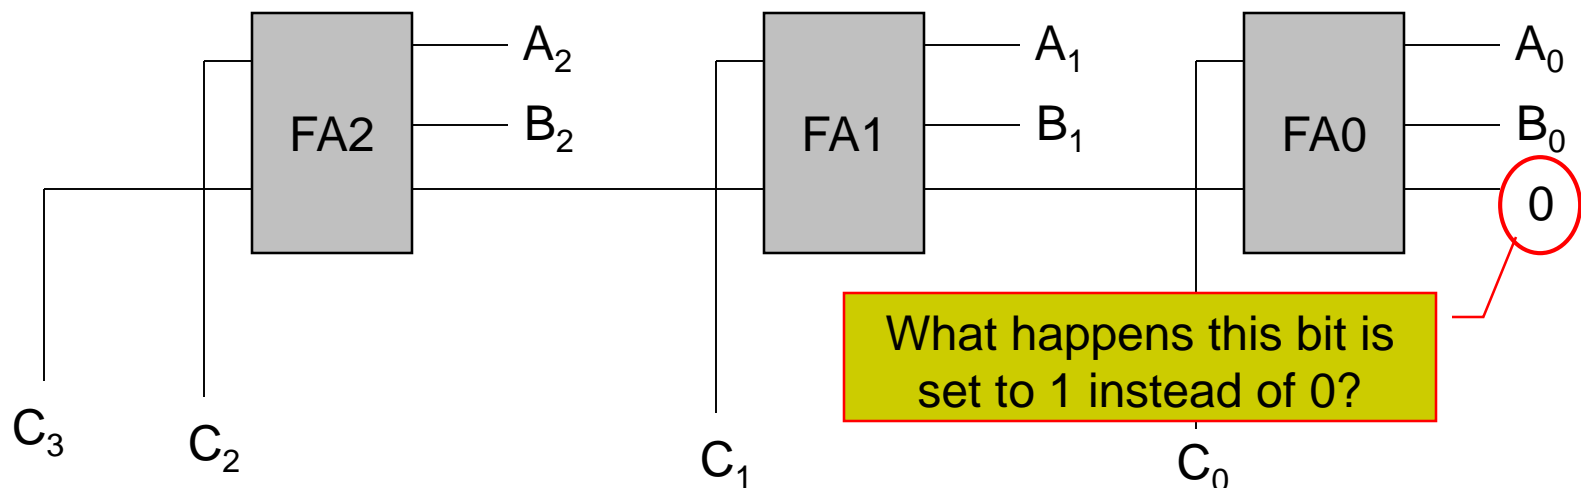 A₂
A₁
A₀
FA2
B₂
FA1
B₁
FA0
B₀
0
What happens this bit is
set to 1 instead of 0?
C₃
C₂
C₁
C₀